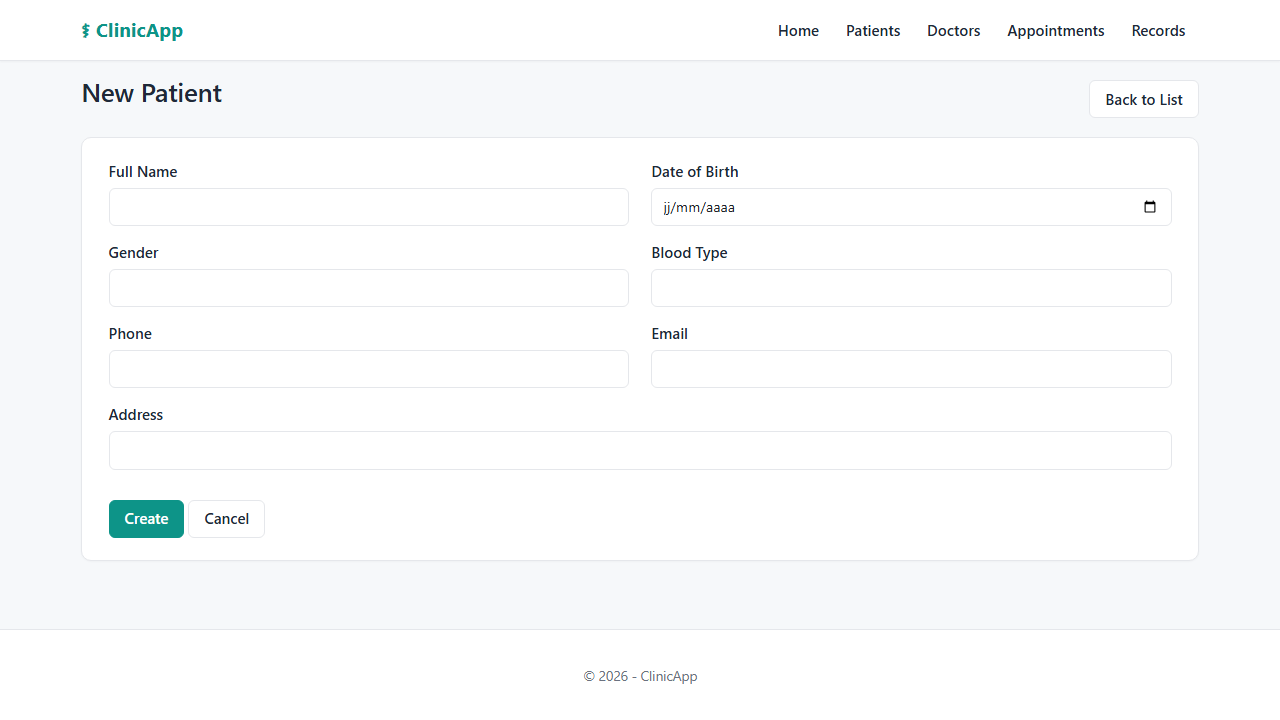 ⚕ ClinicApp Home Patients Doctors Appointments Records
New Patient Back to List
Full Name Date of Birth
jj/mm/aaaa
Gender Blood Type
Phone Email
Address
Create Cancel
© 2026 - ClinicApp